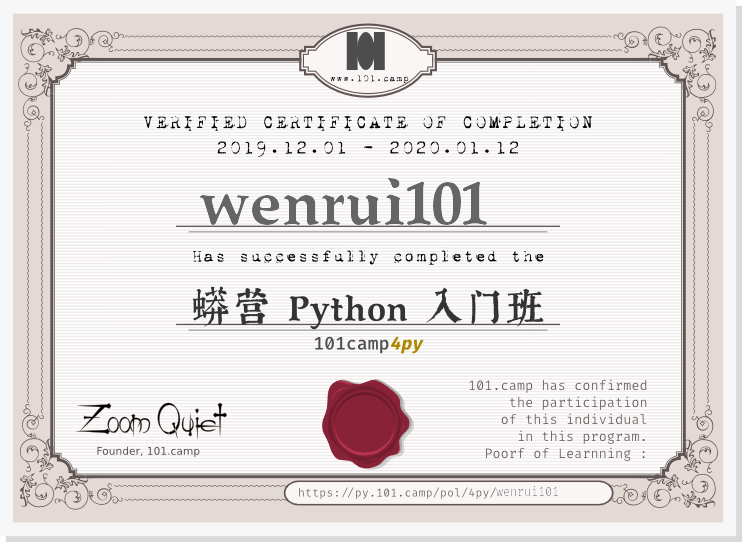 101
www.101.camp
VERIFIED CERTIFICATE OF COMPLETION
2019.12.01 - 2020.01.12
wenrui101
Has successfully completed the
蟒营 Python 入门班
101camp4py
Zoom Quiet
Founder, 101.camp
101.camp has confirmed
the participation
of this individual
in this program.
Poorf of Learnning :
https://py.101.camp/pol/4py/wenrui101